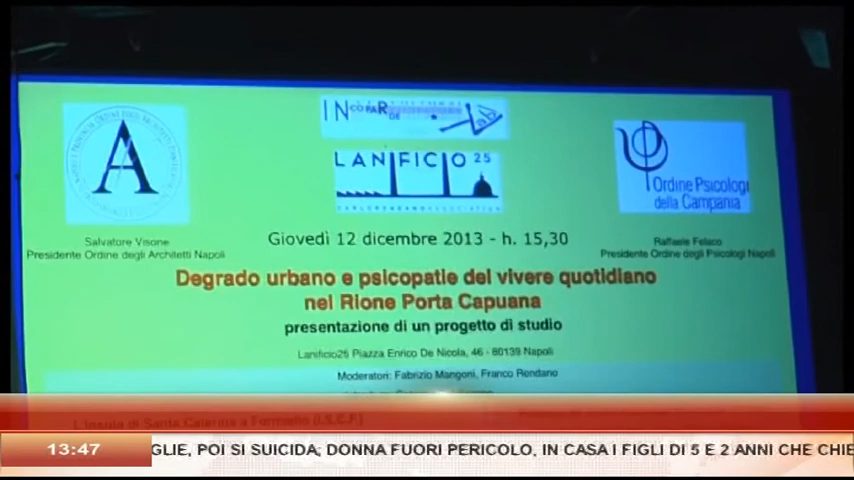 A
IN
LANIFICIO 25
Ordine Psicologi
della Campania
Salvatore Visone
Presidente Ordine degli Architetti Napoli
Giovedì 12 dicembre 2013 - h. 15,30
Raffaele Felaco
Presidente Ordine degli Psicologi Napoli
Degrado urbano e psicopatie del vivere quotidiano
nel Rione Porta Capuana
presentazione di un progetto di studio
Lanificio25 Piazza Enrico De Nicola, 46 - 80139 Napoli
Moderatori: Fabrizio Mangoni, Franco Rendano
L'Insula di Santa Caterina a Formello (I.S.C.F.)
13:47
GLIE, POI SI SUICIDA; DONNA FUORI PERICOLO, IN CASA I FIGLI DI 5 E 2 ANNI CHE CHIE